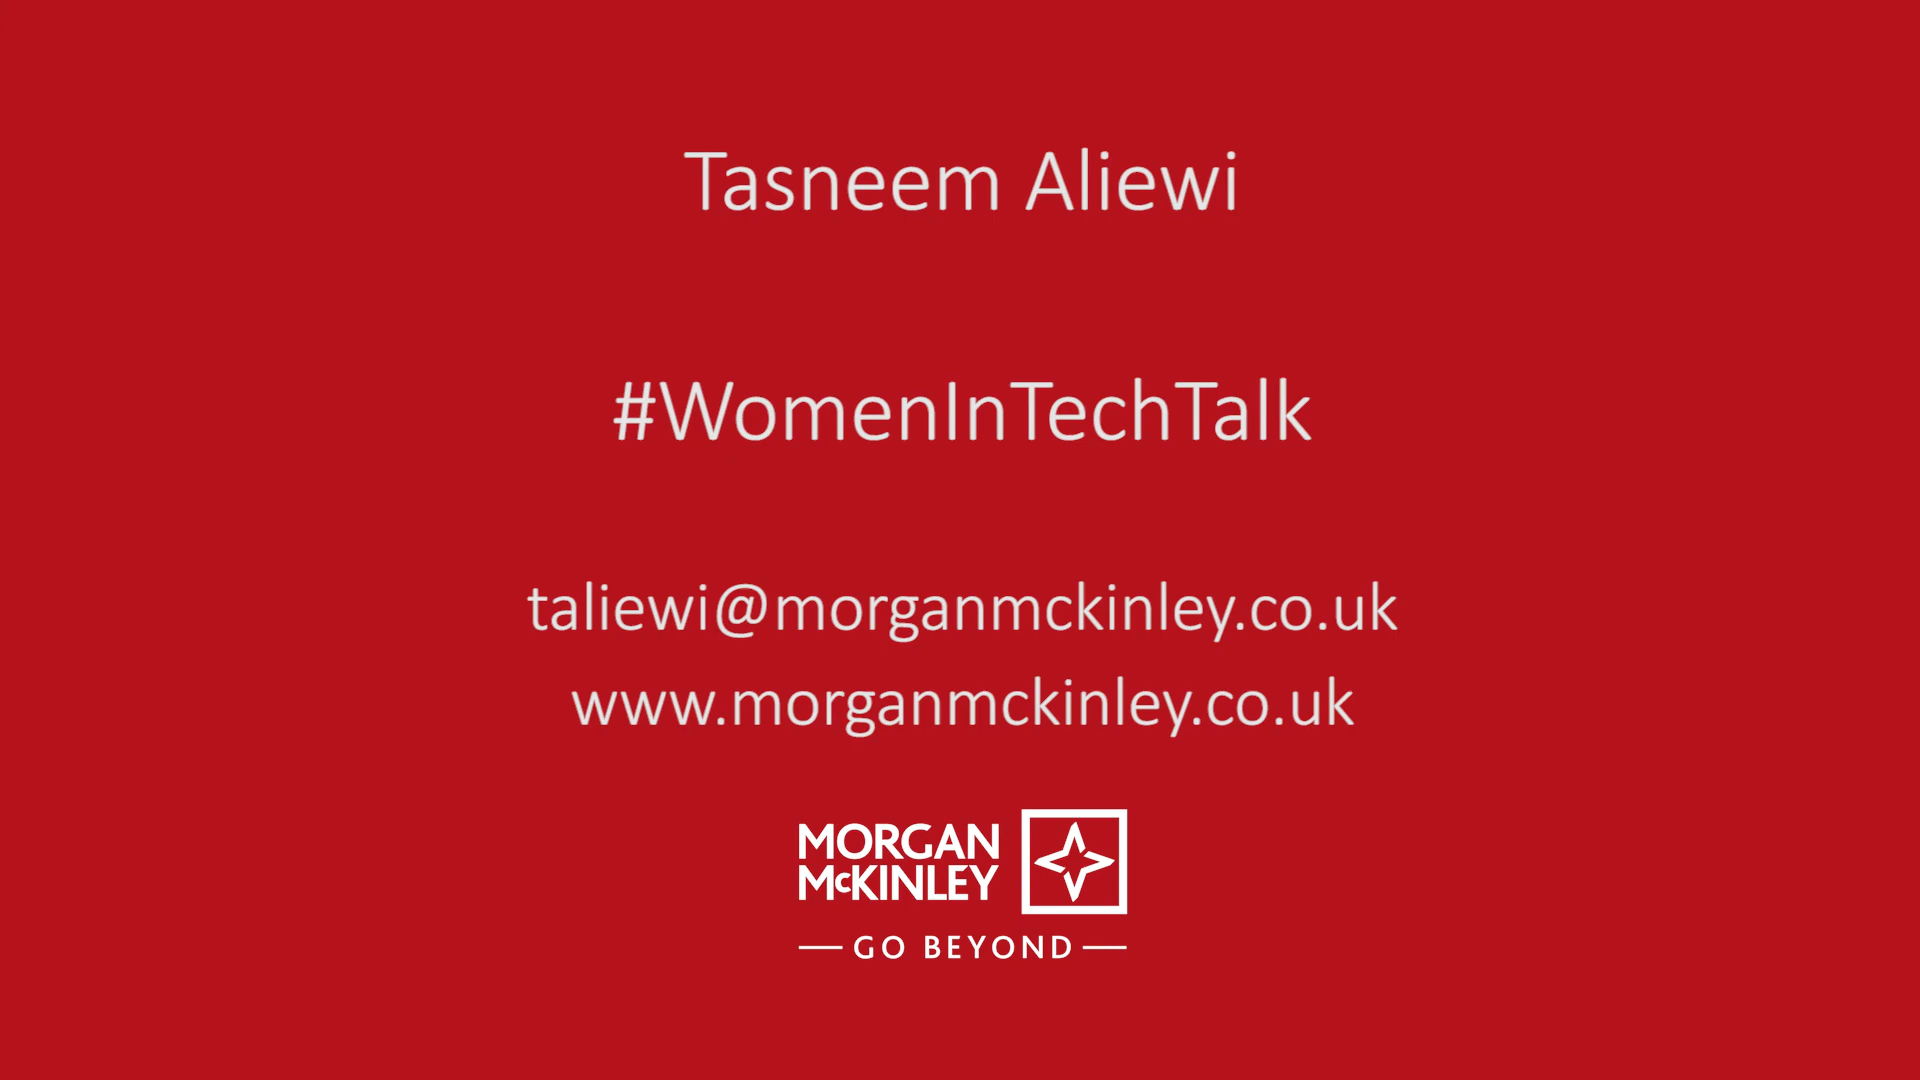 Tasneem Aliewi
#WomenInTechTalk
taliewi@morganmckinley.co.uk
www.morganmckinley.co.uk
MORGAN
McKINLEY
GO BEYOND